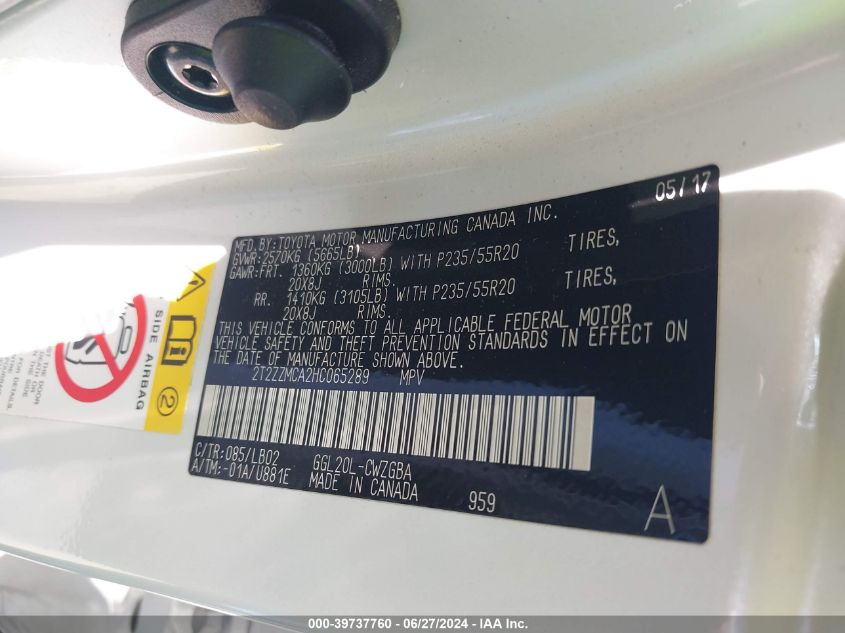 05/17
MFD.BY:TOYOTA MOTOR MANUFACTURING CANADA INC.
GVWR:2570KG (5665LB)
GAWR:FRT. 1360KG (3000LB) WITH P235/55R20 TIRES,
20X8J RIMS.
RR. 1410KG (3105LB) WITH P235/55R20 TIRES,
20X8J RIMS.
THIS VEHICLE CONFORMS TO ALL APPLICABLE FEDERAL MOTOR
VEHICLE SAFETY AND THEFT PREVENTION STANDARDS IN EFFECT ON
THE DATE OF MANUFACTURE SHOWN ABOVE.
2T2ZZMCA2HC065289 MPV
C/TR:085/LB02 GGL20L-CWZGBA
A/TM:-01A/U881E MADE IN CANADA
959
A
SIDE AIRBAG
2
000-39737760 - 06/27/2024 - IAA Inc.